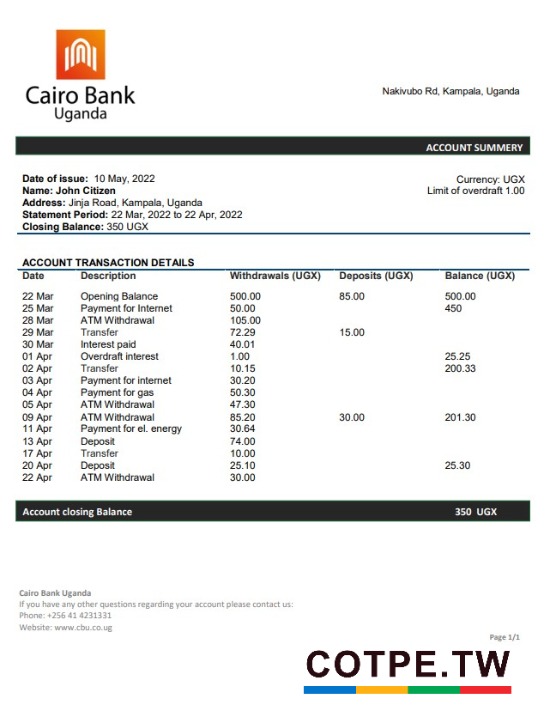 Cairo Bank
Uganda
Nakivubo Rd, Kampala, Uganda
ACCOUNT SUMMERY
Date of issue: 10 May, 2022
Currency: UGX
Name: John Citizen
Limit of overdraft 1.00
Address: Jinja Road, Kampala, Uganda
Statement Period: 22 Mar, 2022 to 22 Apr, 2022
Closing Balance: 350 UGX
ACCOUNT TRANSACTION DETAILS
Date Description Withdrawals (UGX) Deposits (UGX) Balance (UGX)
22 Mar Opening Balance 500.00 85.00 500.00
25 Mar Payment for Internet 50.00 450
28 Mar ATM Withdrawal 105.00
29 Mar Transfer 72.29 15.00
30 Mar Interest paid 40.01
01 Apr Overdraft interest 1.00 25.25
02 Apr Transfer 10.15 200.33
03 Apr Payment for internet 30.20
04 Apr Payment for gas 50.30
05 Apr ATM Withdrawal 47.30
09 Apr ATM Withdrawal 85.20 30.00 201.30
11 Apr Payment for el. energy 30.64
13 Apr Deposit 74.00
17 Apr Transfer 10.00
20 Apr Deposit 25.10 25.30
22 Apr ATM Withdrawal 30.00
Account closing Balance 350 UGX
Cairo Bank Uganda
If you have any other questions regarding your account please contact us:
Phone: +256 41 4231331
Website: www.cbu.co.ug
Page 1/1
COTPE.TW